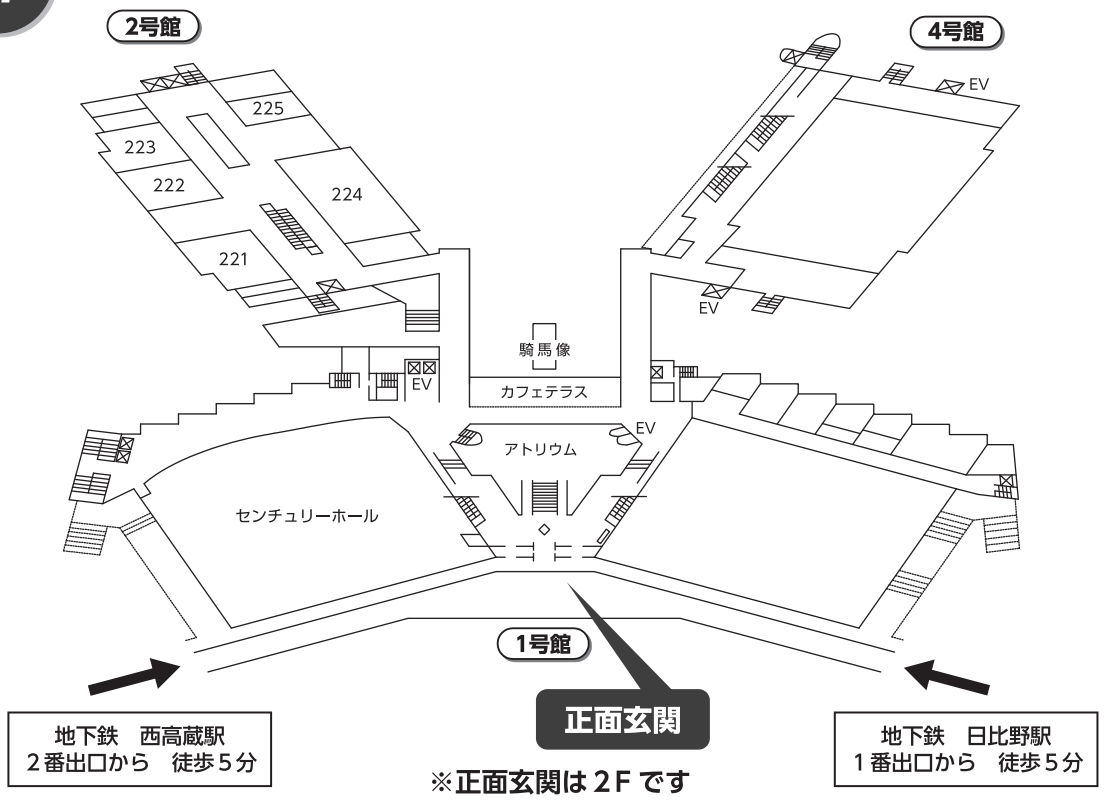 2号館
4号館
EV
225
223
222
224
221
EV
騎馬像
EV
カフェテラス
EV
アトリウム
センチュリーホール
1号館
正面玄関
地下鉄　西高蔵駅
2番出口から　徒歩5分
地下鉄　日比野駅
1番出口から　徒歩5分
※正面玄関は2Fです